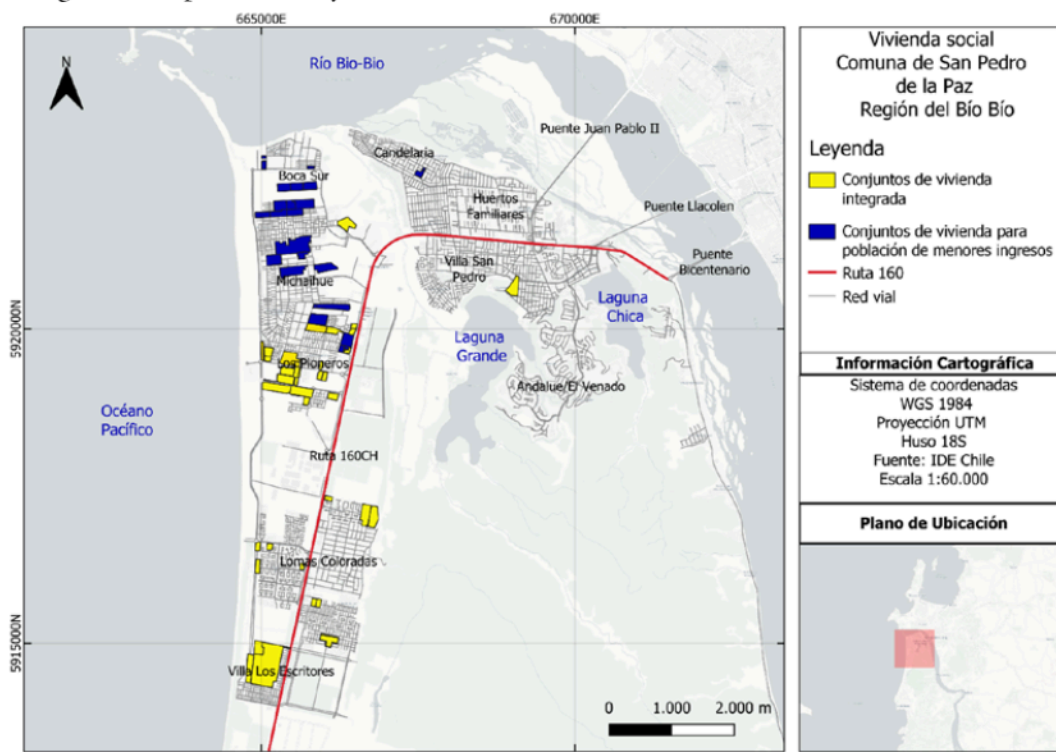 665000E
670000E
N
Río Bio-Bio
Puente Juan Pablo II
Candelaria
Boca Sur
Huertos
Familiares
Puente Llacolen
Villa San
Pedro
Puente
Bicentenario
Michaihue
Laguna
Chica
5920000N
Laguna
Grande
Los Pioneros
Andalue/El Venado
Océano
Pacífico
Ruta 160CH
Lomas Coloradas
5915000N
Villa Los Escritores
0 1.000 2.000 m
Vivienda social
Comuna de San Pedro
de la Paz
Región del Bío Bío
Leyenda
Conjuntos de vivienda
integrada
Conjuntos de vivienda para
población de menores ingresos
Ruta 160
Red vial
Información Cartográfica
Sistema de coordenadas
WGS 1984
Proyección UTM
Huso 18S
Fuente: IDE Chile
Escala 1:60.000
Plano de Ubicación